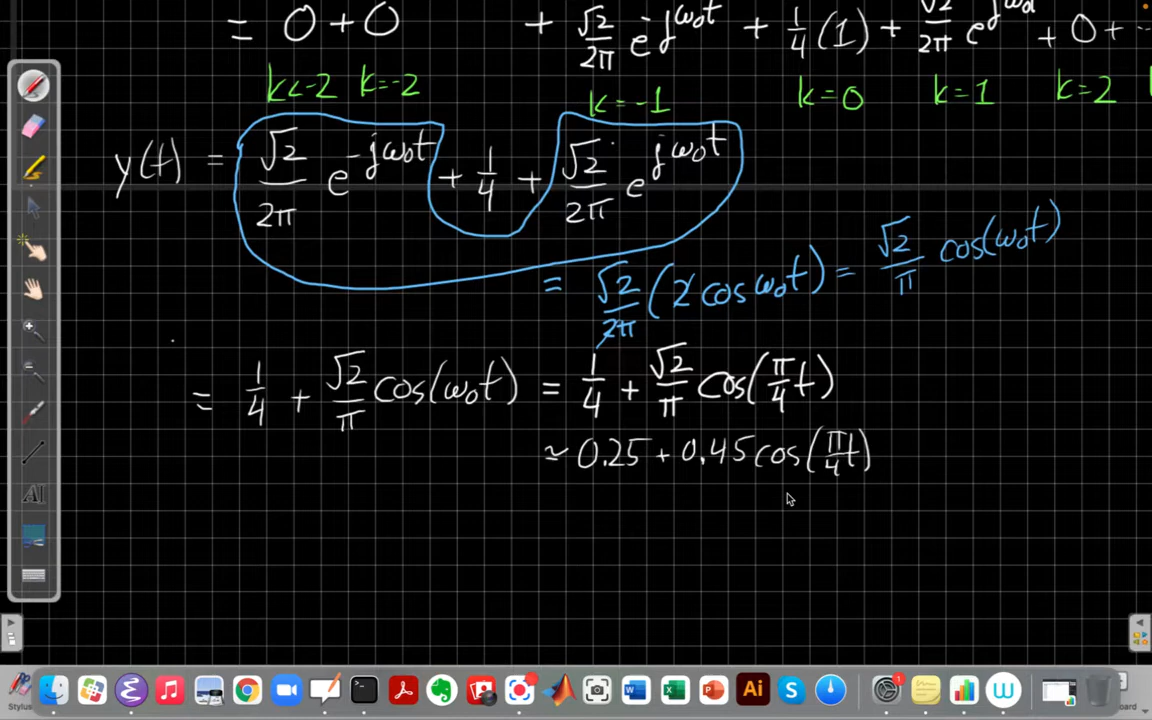 = 0 + 0 + √2/2π e^-jω₀t + 1/4 (1) + √2/2π e^jω₀t + 0 + ...
k<-2 k=-2 k=-1 k=0 k=1 k=2
y(t) = √2/2π e^-jω₀t + 1/4 + √2/2π e^jω₀t
= √2/2π (2 cos ω₀t) = √2/π cos(ω₀t)
= 1/4 + √2/π cos(ω₀t) = 1/4 + √2/π cos(π/4 t)
≃ 0.25 + 0.45 cos(π/4 t)